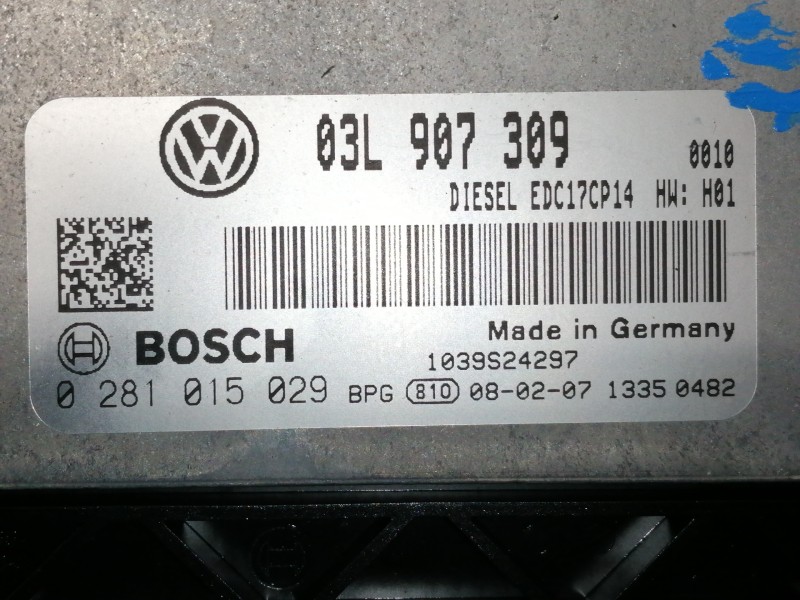 03L 907 309 0010
DIESEL EDC17CP14 HW: H01
Made in Germany
BOSCH
1039S24297
0 281 015 029 BPG 810 08-02-07 1335 0482